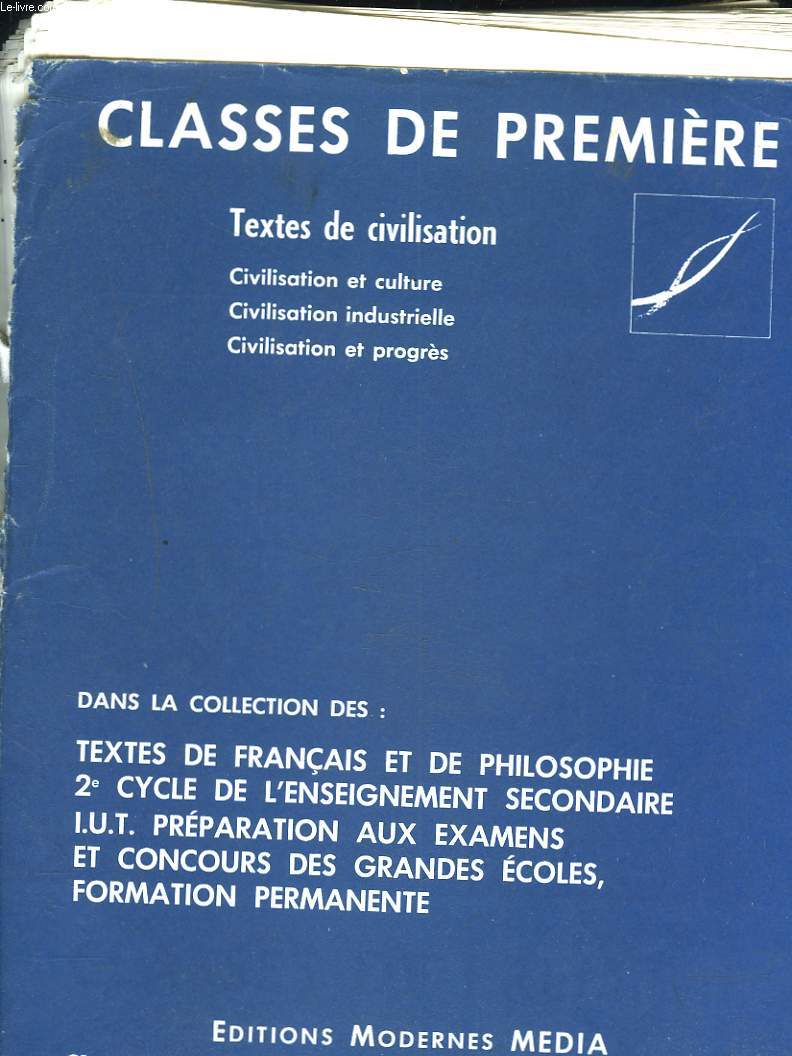 Le-livre.com
CLASSES DE PREMIÈRE
Textes de civilisation
Civilisation et culture
Civilisation industrielle
Civilisation et progrès
DANS LA COLLECTION DES :
TEXTES DE FRANÇAIS ET DE PHILOSOPHIE
2e CYCLE DE L'ENSEIGNEMENT SECONDAIRE
I.U.T. PRÉPARATION AUX EXAMENS
ET CONCOURS DES GRANDES ÉCOLES,
FORMATION PERMANENTE
EDITIONS MODERNES MEDIA